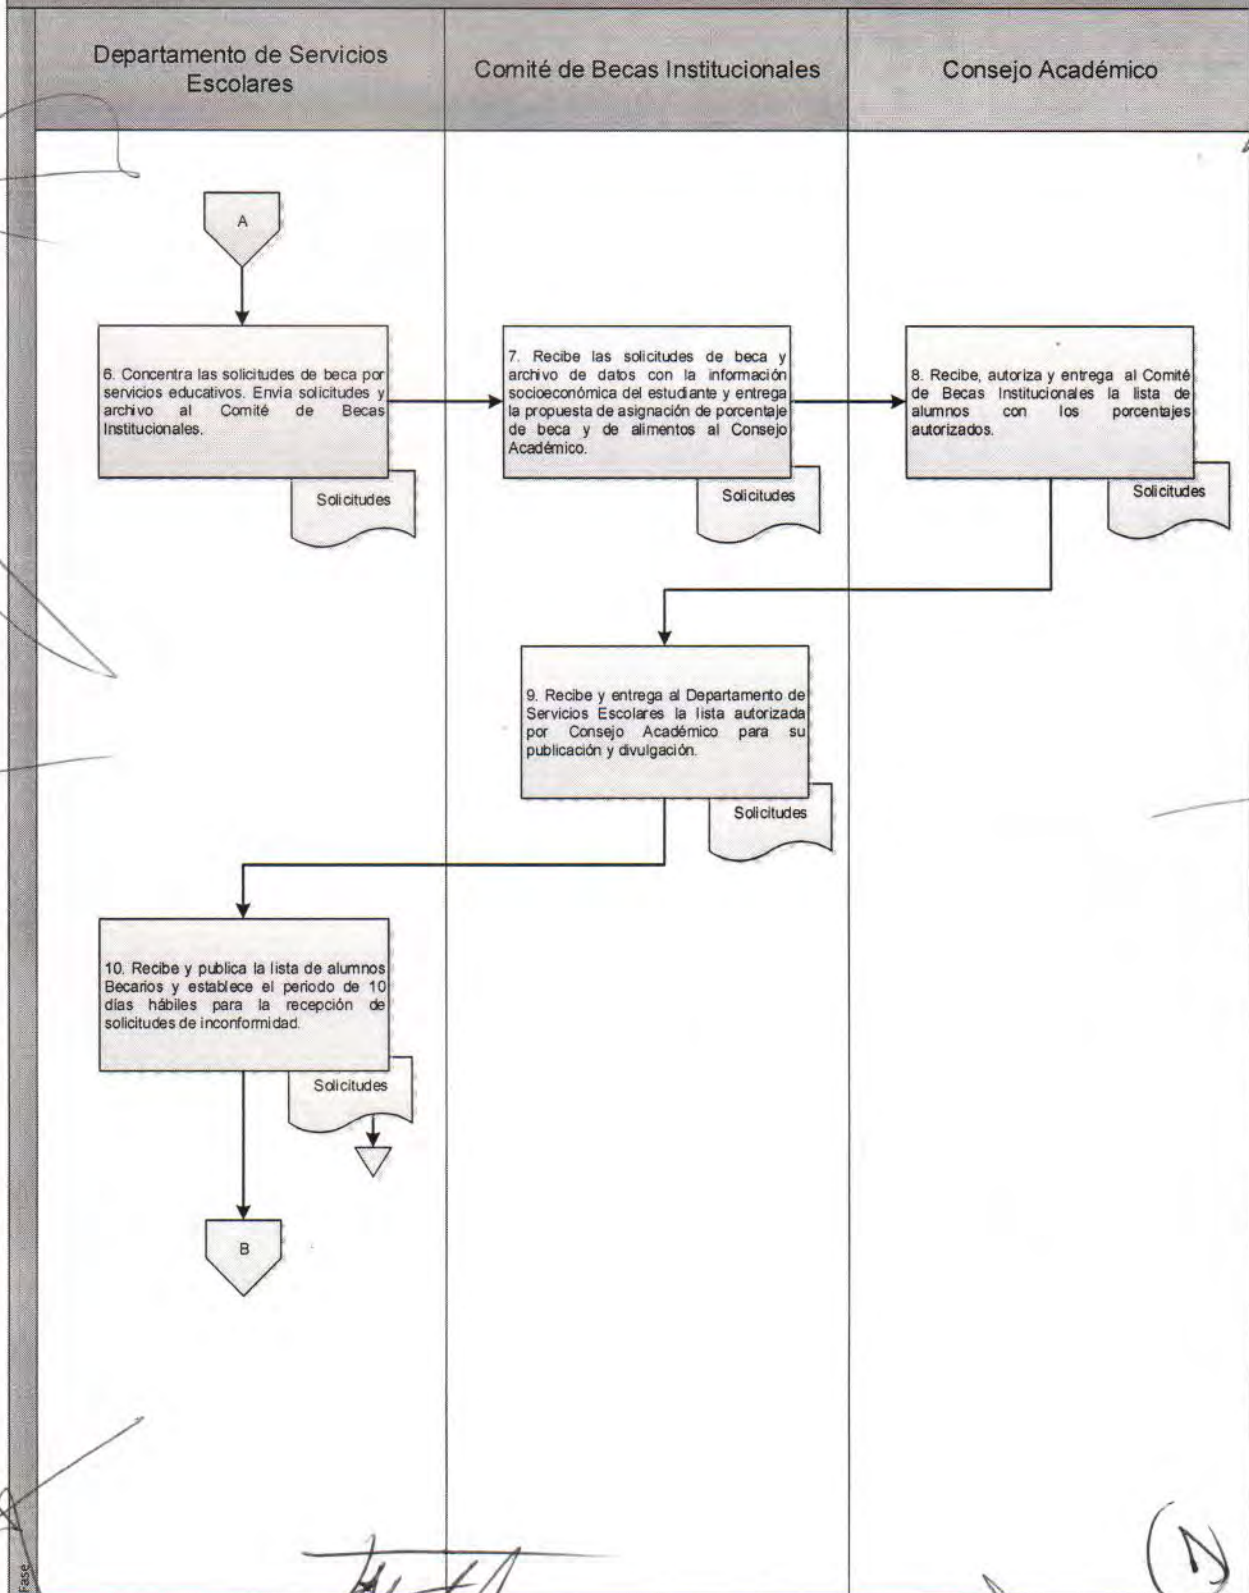 Departamento de Servicios
Escolares
Comité de Becas Institucionales
Consejo Académico
A
6. Concentra las solicitudes de beca por
servicios educativos. Envía solicitudes y
archivo al Comité de Becas
Institucionales.
Solicitudes
7. Recibe las solicitudes de beca y
archivo de datos con la información
socioeconómica del estudiante y entrega
la propuesta de asignación de porcentaje
de beca y de alimentos al Consejo
Académico.
Solicitudes
8. Recibe, autoriza y entrega al Comité
de Becas Institucionales la lista de
alumnos con los porcentajes
autorizados.
Solicitudes
9. Recibe y entrega al Departamento de
Servicios Escolares la lista autorizada
por Consejo Académico para su
publicación y divulgación.
Solicitudes
10. Recibe y publica la lista de alumnos
Becarios y establece el periodo de 10
días hábiles para la recepción de
solicitudes de inconformidad.
Solicitudes
B
Fase